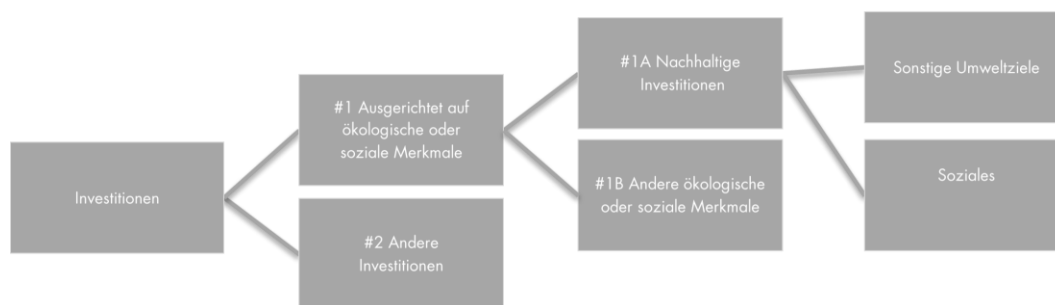 Investitionen
#1 Ausgerichtet auf
ökologische oder
soziale Merkmale
#2 Andere
Investitionen
#1A Nachhaltige
Investitionen
#1B Andere ökologische
oder soziale Merkmale
Sonstige Umweltziele
Soziales